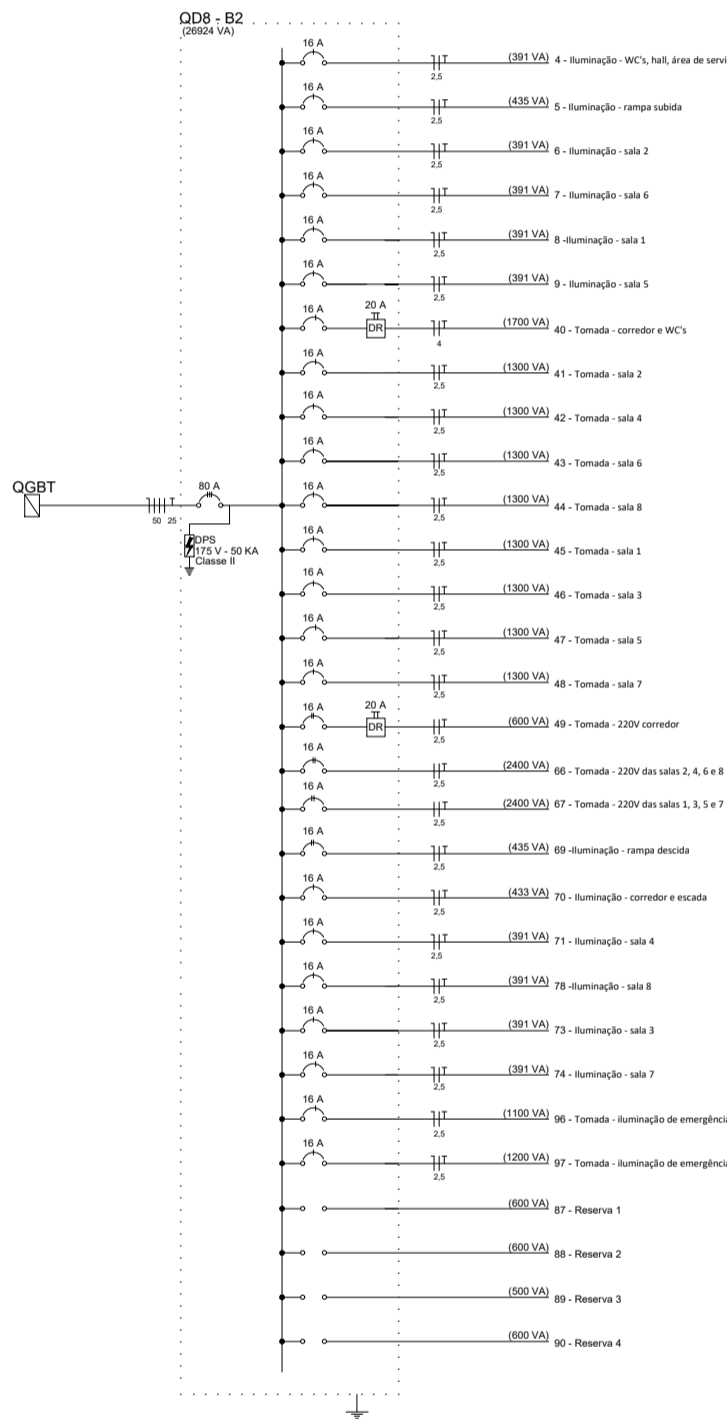 QD8 - B2
(26924 VA)
16 A
(391 VA) 4 - Iluminação - WC's, hall, área de servi
2,5
16 A
(435 VA) 5 - Iluminação - rampa subida
2,5
16 A
(391 VA) 6 - Iluminação - sala 2
2,5
16 A
(391 VA) 7 - Iluminação - sala 6
2,5
16 A
(391 VA) 8 -Iluminação - sala 1
2,5
16 A
(391 VA) 9 - Iluminação - sala 5
2,5
16 A 20 A
DR (1700 VA) 40 - Tomada - corredor e WC's
4
16 A
(1300 VA) 41 - Tomada - sala 2
2,5
16 A
(1300 VA) 42 - Tomada - sala 4
2,5
16 A
(1300 VA) 43 - Tomada - sala 6
2,5
QGBT 80 A 16 A
(1300 VA) 44 - Tomada - sala 8
50 25 2,5
DPS
175 V - 50 KA
Classe II
16 A
(1300 VA) 45 - Tomada - sala 1
2,5
16 A
(1300 VA) 46 - Tomada - sala 3
2,5
16 A
(1300 VA) 47 - Tomada - sala 5
2,5
16 A
(1300 VA) 48 - Tomada - sala 7
2,5
16 A 20 A
DR (600 VA) 49 - Tomada - 220V corredor
2,5
16 A
(2400 VA) 66 - Tomada - 220V das salas 2, 4, 6 e 8
2,5
16 A
(2400 VA) 67 - Tomada - 220V das salas 1, 3, 5 e 7
2,5
16 A
(435 VA) 69 -Iluminação - rampa descida
2,5
16 A
(433 VA) 70 - Iluminação - corredor e escada
2,5
16 A
(391 VA) 71 - Iluminação - sala 4
2,5
16 A
(391 VA) 78 -Iluminação - sala 8
2,5
16 A
(391 VA) 73 - Iluminação - sala 3
2,5
16 A
(391 VA) 74 - Iluminação - sala 7
2,5
16 A
(1100 VA) 96 - Tomada - iluminação de emergência
2,5
16 A
(1200 VA) 97 - Tomada - iluminação de emergência
2,5
(600 VA) 87 - Reserva 1
(600 VA) 88 - Reserva 2
(500 VA) 89 - Reserva 3
(600 VA) 90 - Reserva 4